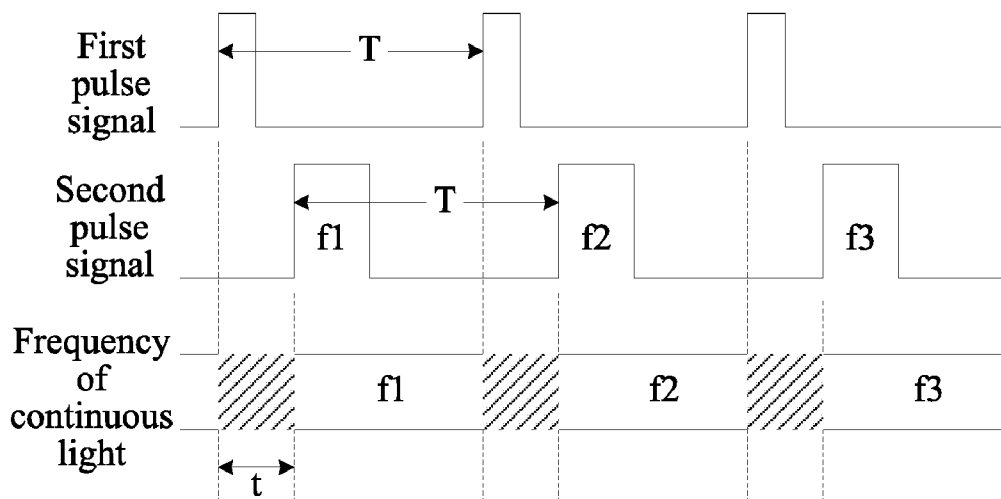 First
pulse
signal
T
Second
pulse
signal
T
f1
f2
f3
Frequency
of
continuous
light
f1
f2
f3
t